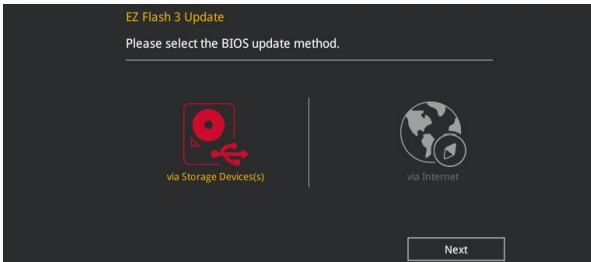 EZ Flash 3 Update
Please select the BIOS update method.
via Storage Devices(s)
via Internet
Next